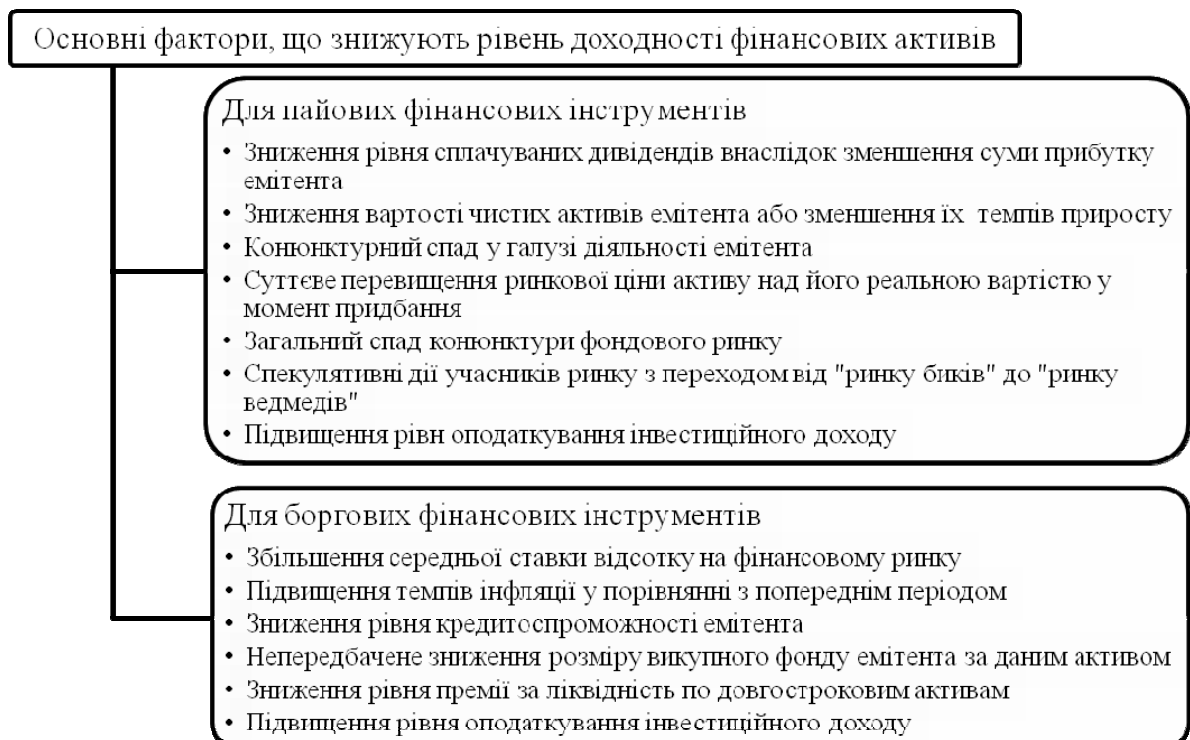 Основні фактори, що знижують рівень доходності фінансових активів
Для пайових фінансових інструментів
• Зниження рівня сплачуваних дивідендів внаслідок зменшення суми прибутку
емітента
• Зниження вартості чистих активів емітента або зменшення їх темпів приросту
• Конюнктурний спад у галузі діяльності емітента
• Суттєве перевищення ринкової ціни активу над його реальною вартістю у
момент придбання
• Загальний спад конюнктури фондового ринку
• Спекулятивні дії учасників ринку з переходом від "ринку биків" до "ринку
ведмедів"
• Підвищення рівн оподаткування інвестиційного доходу
Для боргових фінансових інструментів
• Збільшення середньої ставки відсотку на фінансовому ринку
• Підвищення темпів інфляції у порівнянні з попереднім періодом
• Зниження рівня кредитоспроможності емітента
• Непередбачене зниження розміру викупного фонду емітента за даним активом
• Зниження рівня премії за ліквідність по довгостроковим активам
• Підвищення рівня оподаткування інвестиційного доходу